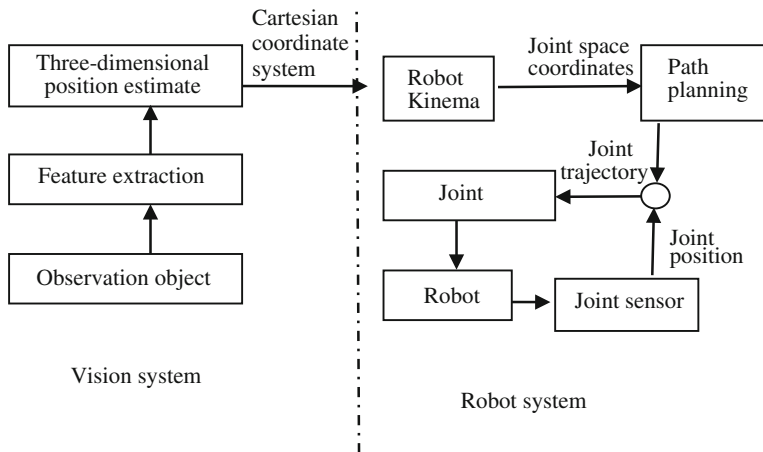 Cartesian
coordinate
system
Three-dimensional
position estimate
Feature extraction
Observation object
Vision system
Robot
Kinema
Joint space
coordinates
Path
planning
Joint
trajectory
Joint
Joint
position
Robot
Joint sensor
Robot system